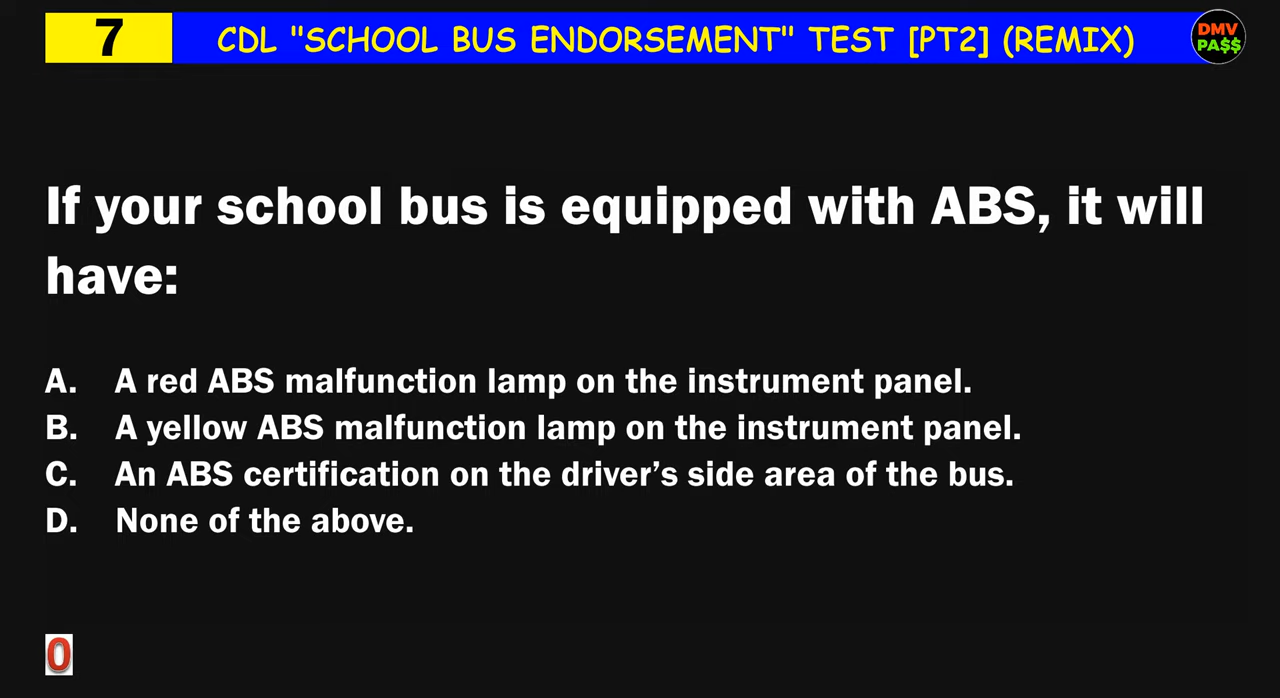 7
CDL "SCHOOL BUS ENDORSEMENT" TEST [PT2] (REMIX)
DMV
PA$$
If your school bus is equipped with ABS, it will
have:
A. A red ABS malfunction lamp on the instrument panel.
B. A yellow ABS malfunction lamp on the instrument panel.
C. An ABS certification on the driver’s side area of the bus.
D. None of the above.
0